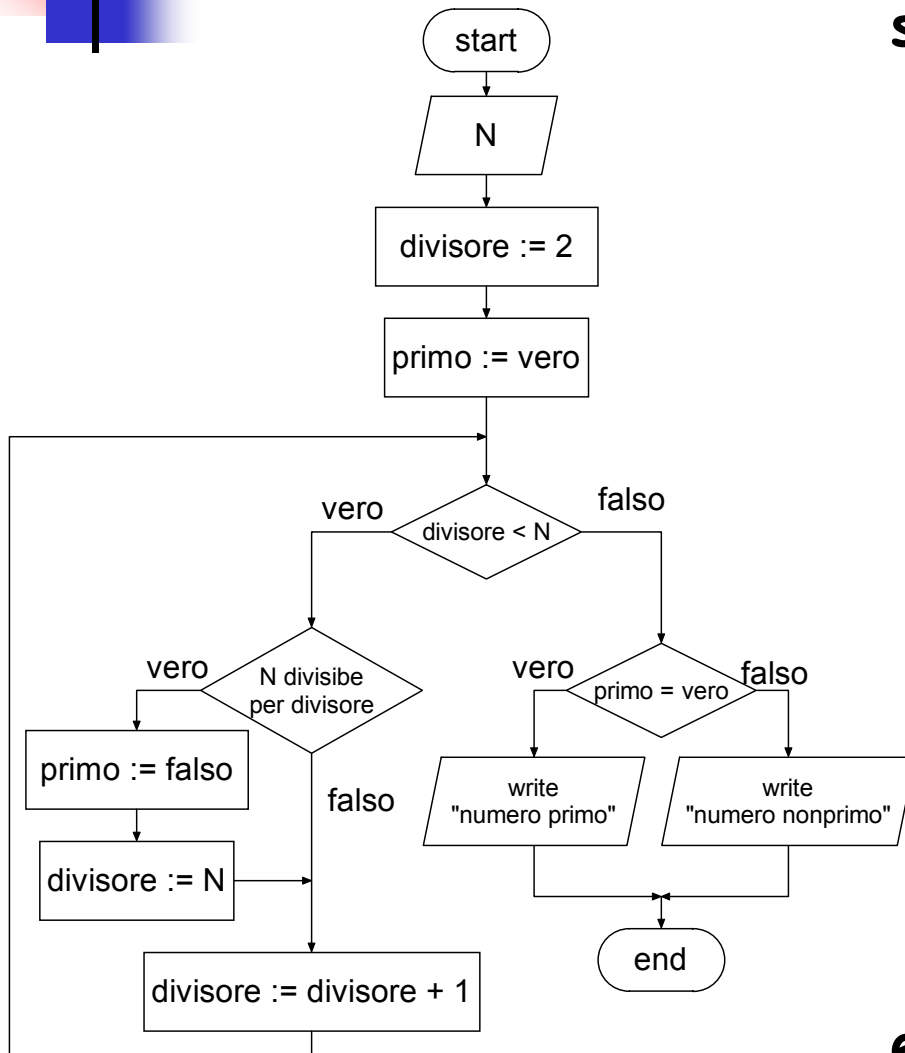 start
s
N
divisore := 2
primo := vero
vero
falso
divisore < N
vero
N divisibe
per divisore
vero
primo = vero
falso
primo := falso
falso
write
"numero primo"
write
"numero nonprimo"
divisore := N
end
divisore := divisore + 1
e